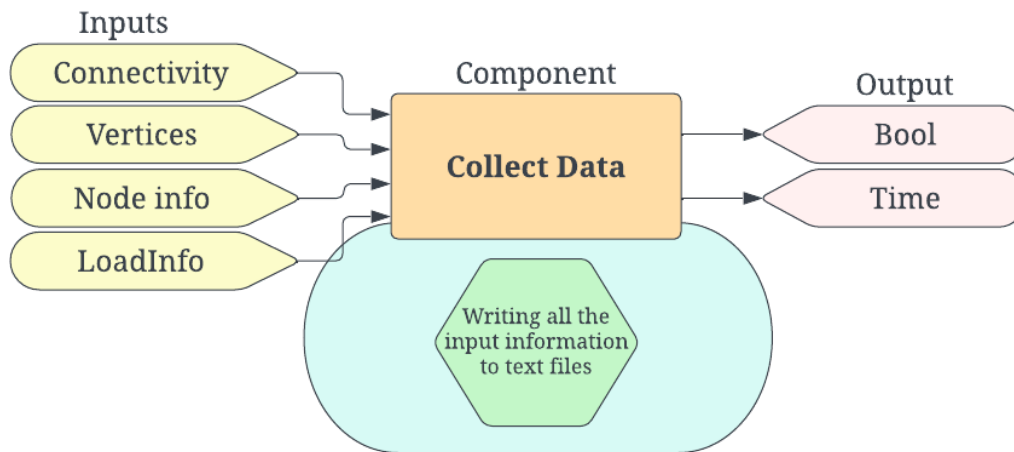 Inputs
Connectivity
Vertices
Node info
LoadInfo
Component
Collect Data
Writing all the
input information
to text files
Output
Bool
Time